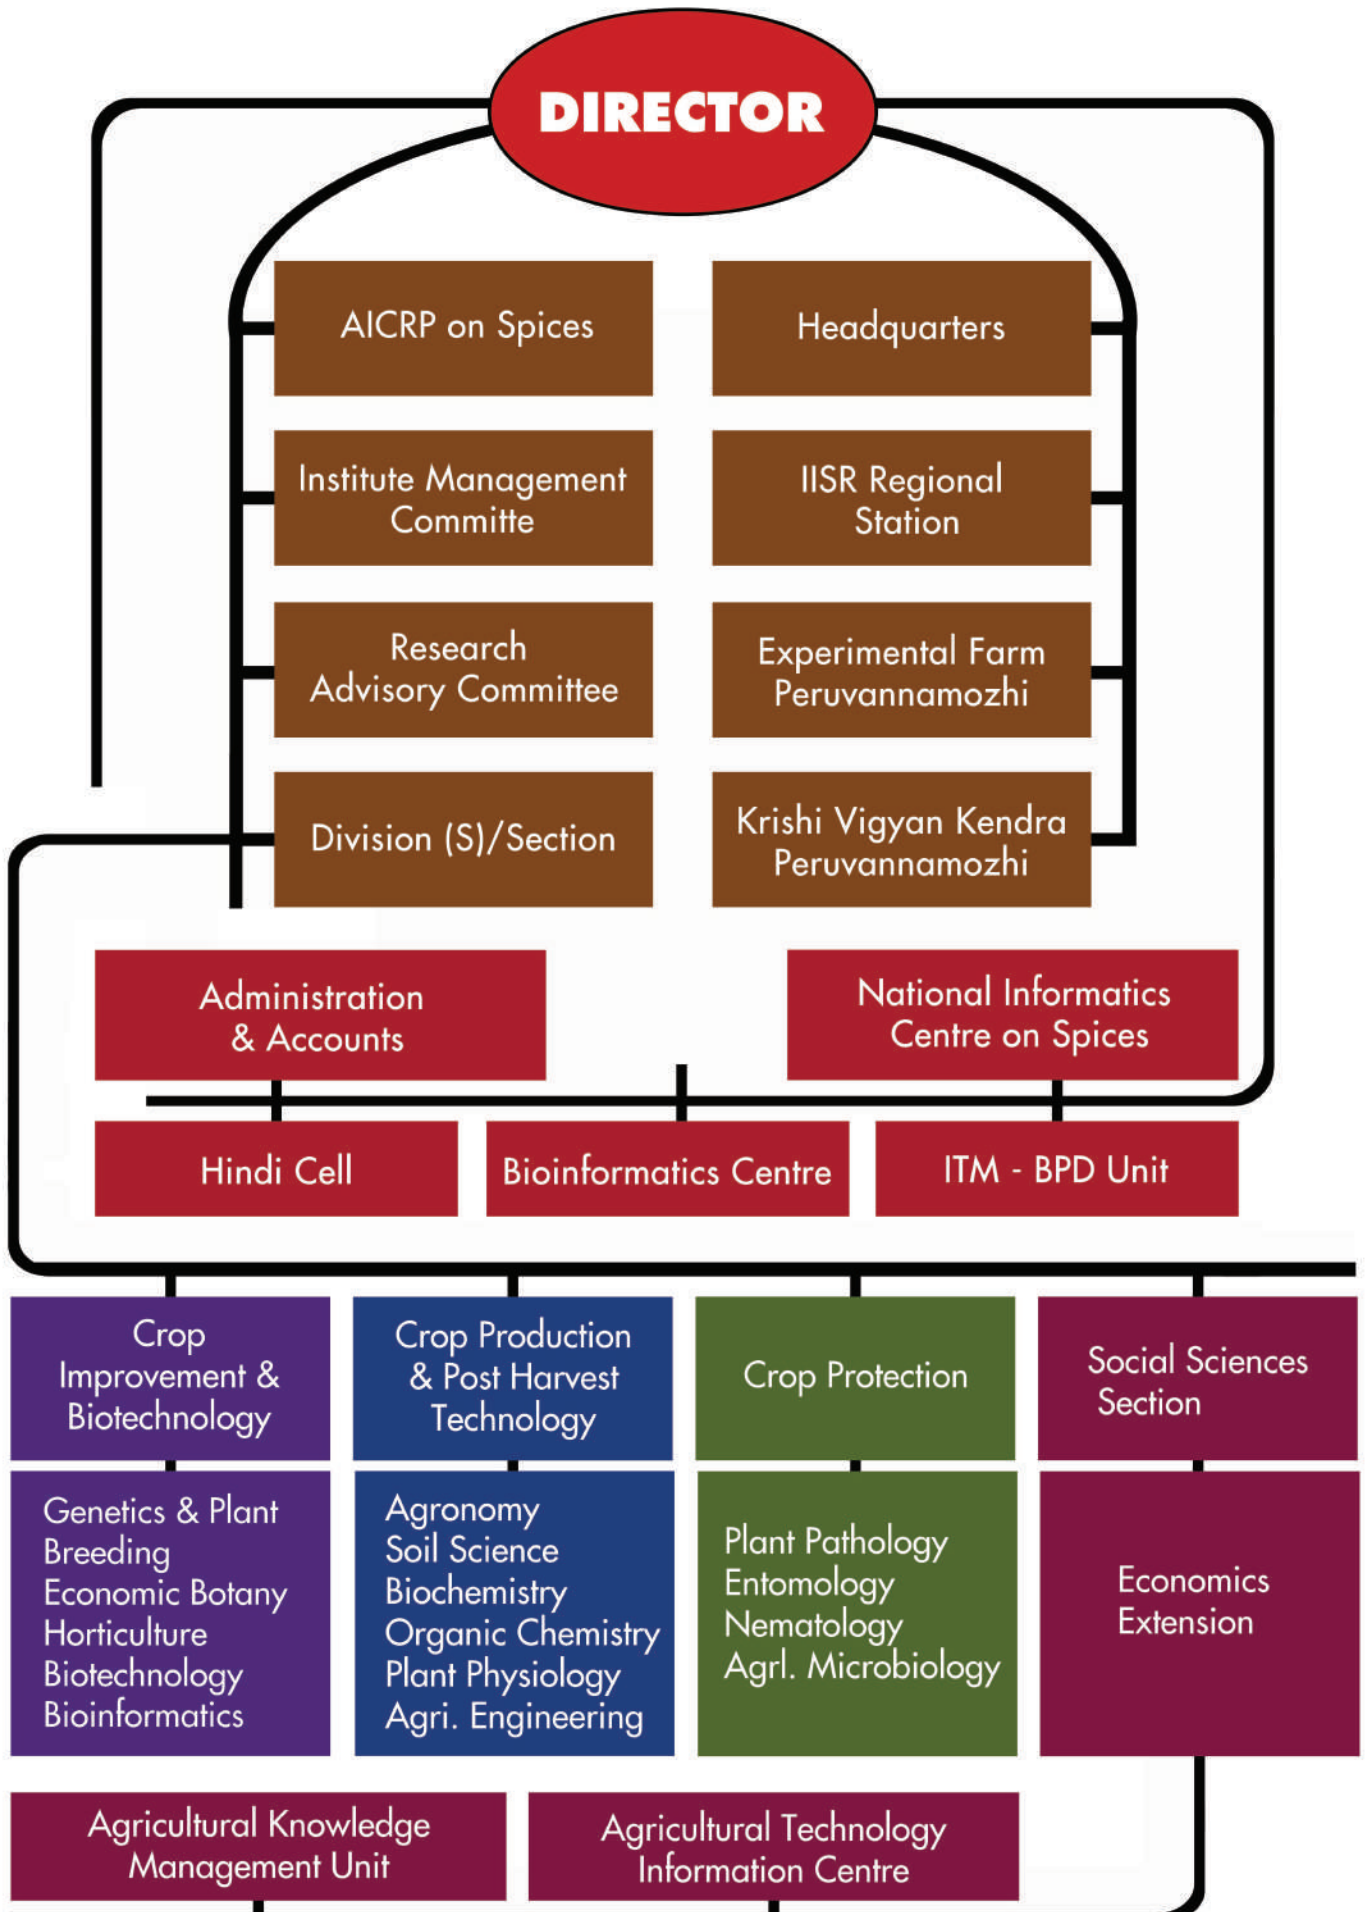 DIRECTOR
AICRP on Spices
Headquarters
Institute Management
Committe
IISR Regional
Station
Research
Advisory Committee
Experimental Farm
Peruvannamozhi
Division (S)/Section
Krishi Vigyan Kendra
Peruvannamozhi
Administration
& Accounts
National Informatics
Centre on Spices
Hindi Cell
Bioinformatics Centre
ITM - BPD Unit
Crop
Improvement &
Biotechnology
Crop Production
& Post Harvest
Technology
Crop Protection
Social Sciences
Section
Genetics & Plant
Breeding
Economic Botany
Horticulture
Biotechnology
Bioinformatics
Agronomy
Soil Science
Biochemistry
Organic Chemistry
Plant Physiology
Agri. Engineering
Plant Pathology
Entomology
Nematology
Agrl. Microbiology
Economics
Extension
Agricultural Knowledge
Management Unit
Agricultural Technology
Information Centre